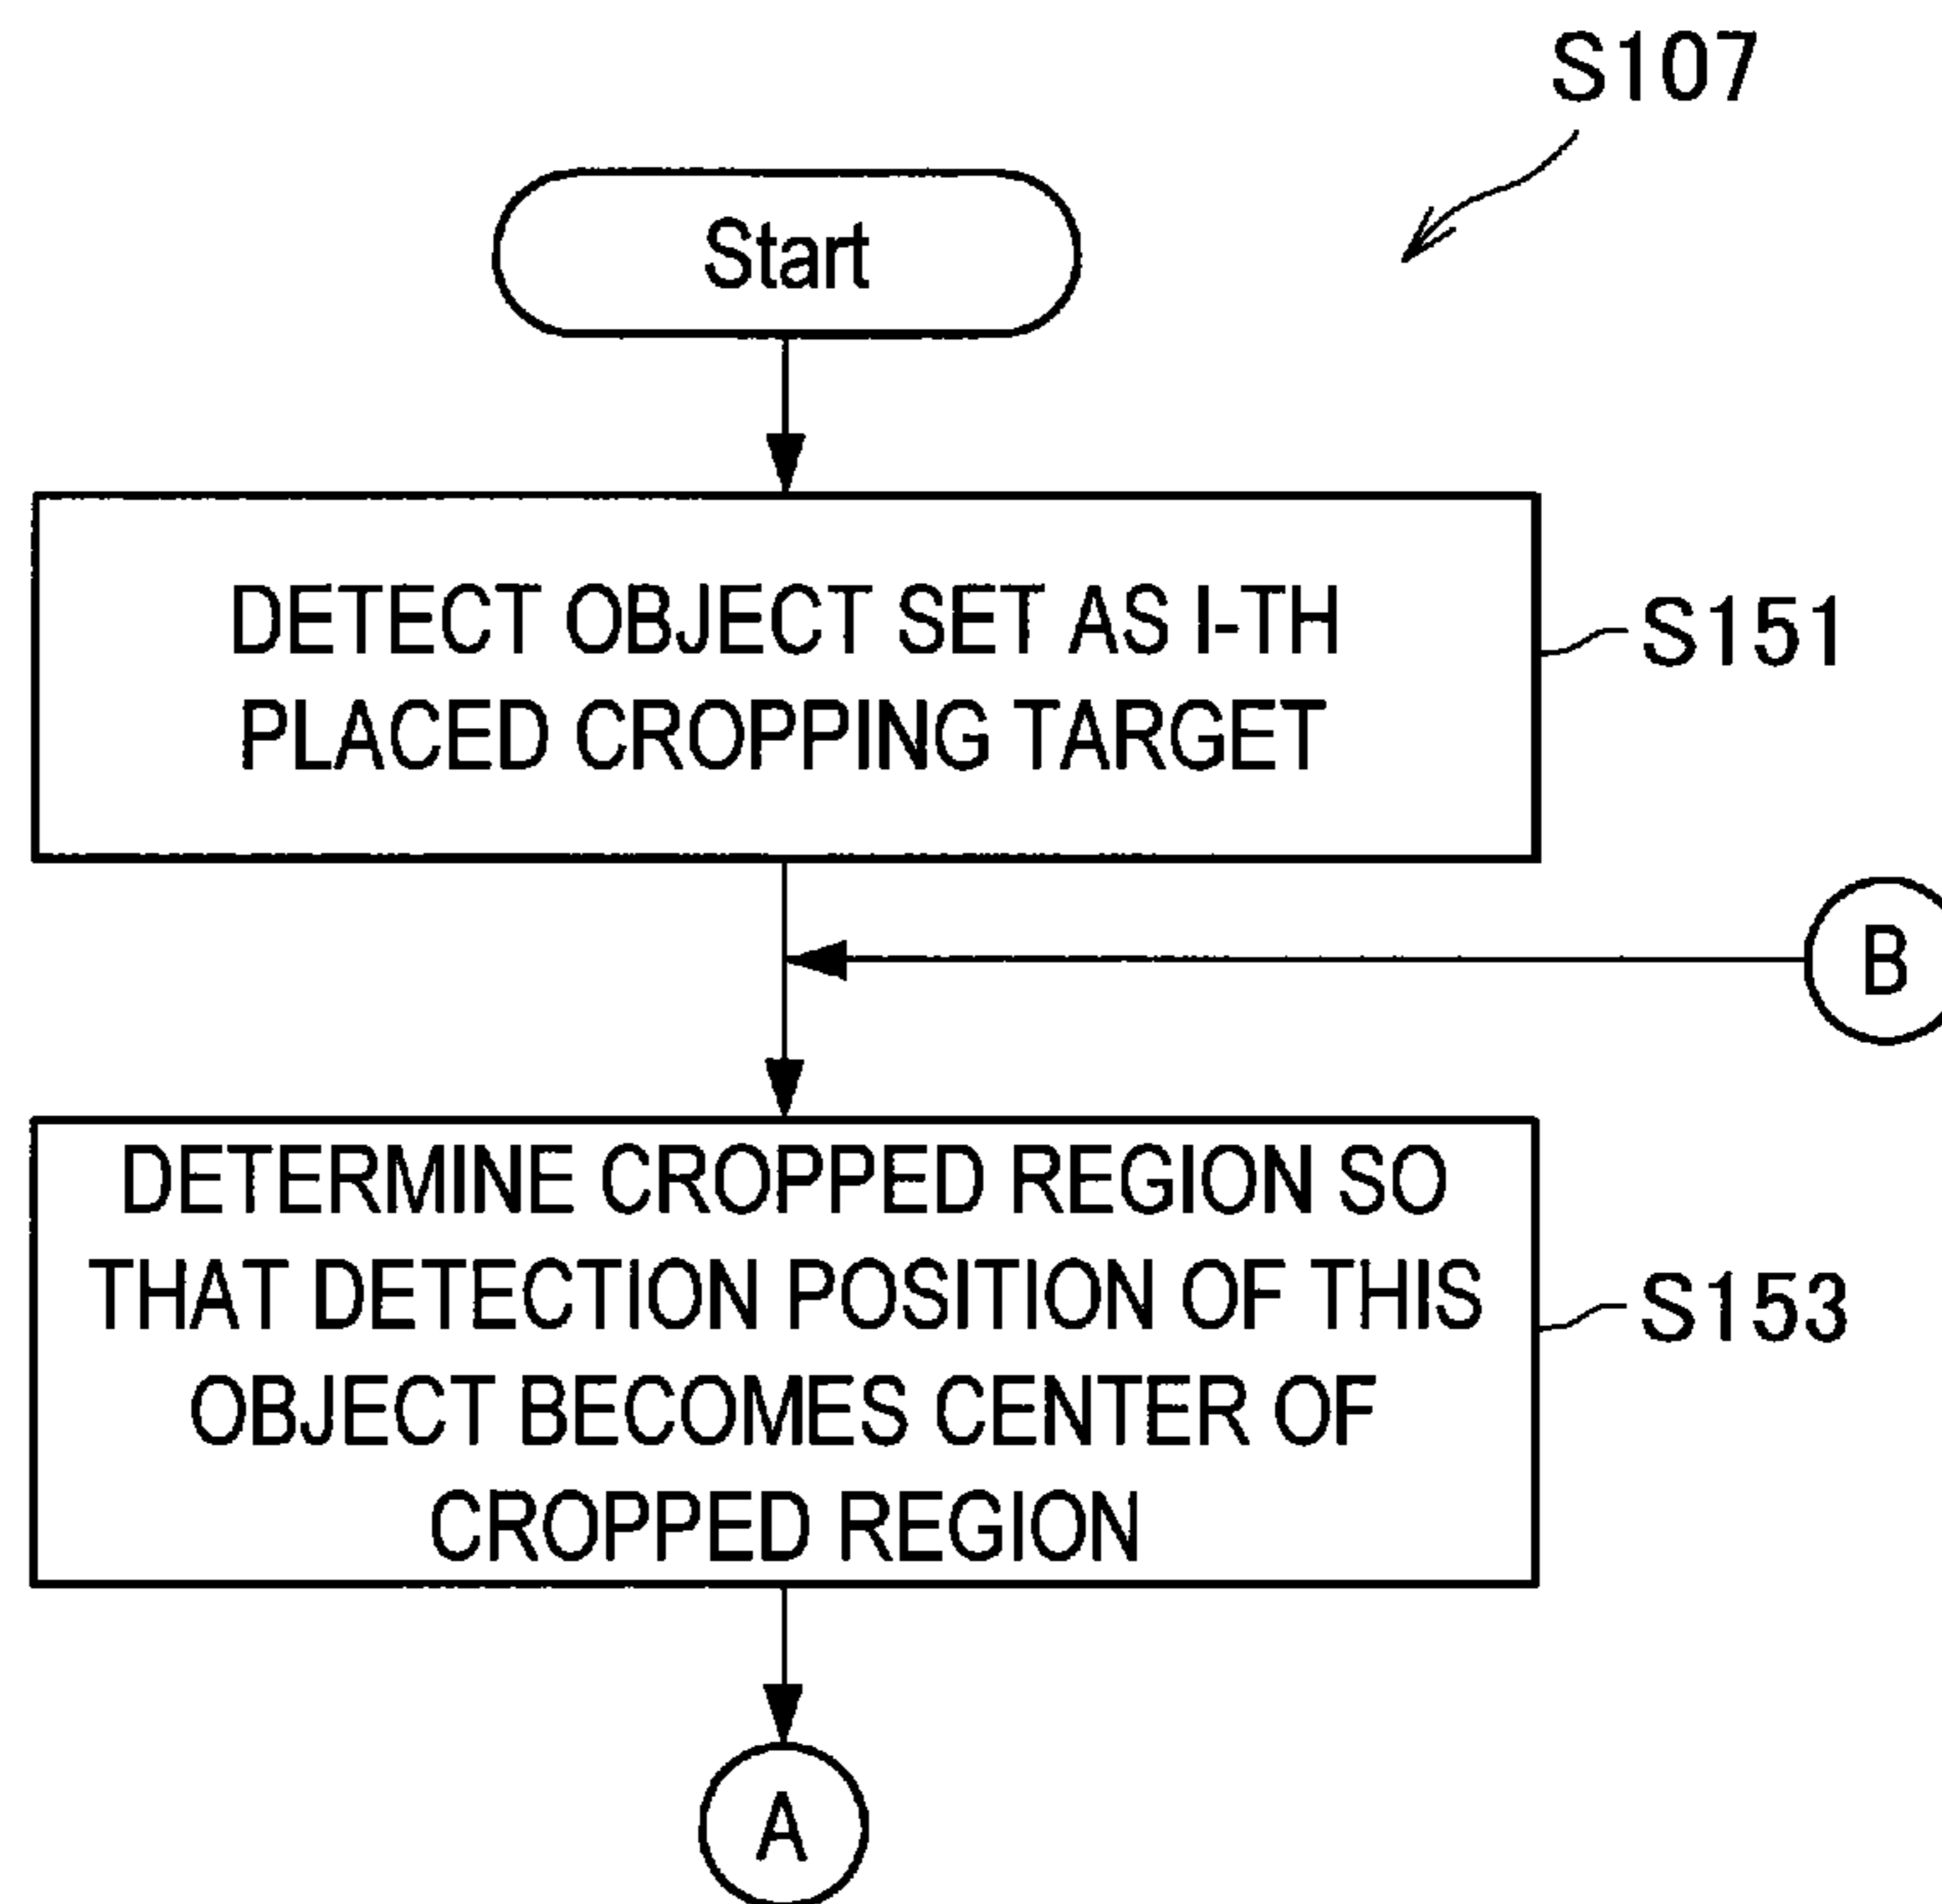 S107
Start
DETECT OBJECT SET AS I-TH
PLACED CROPPING TARGET
S151
B
DETERMINE CROPPED REGION SO
THAT DETECTION POSITION OF THIS
OBJECT BECOMES CENTER OF
CROPPED REGION
S153
A